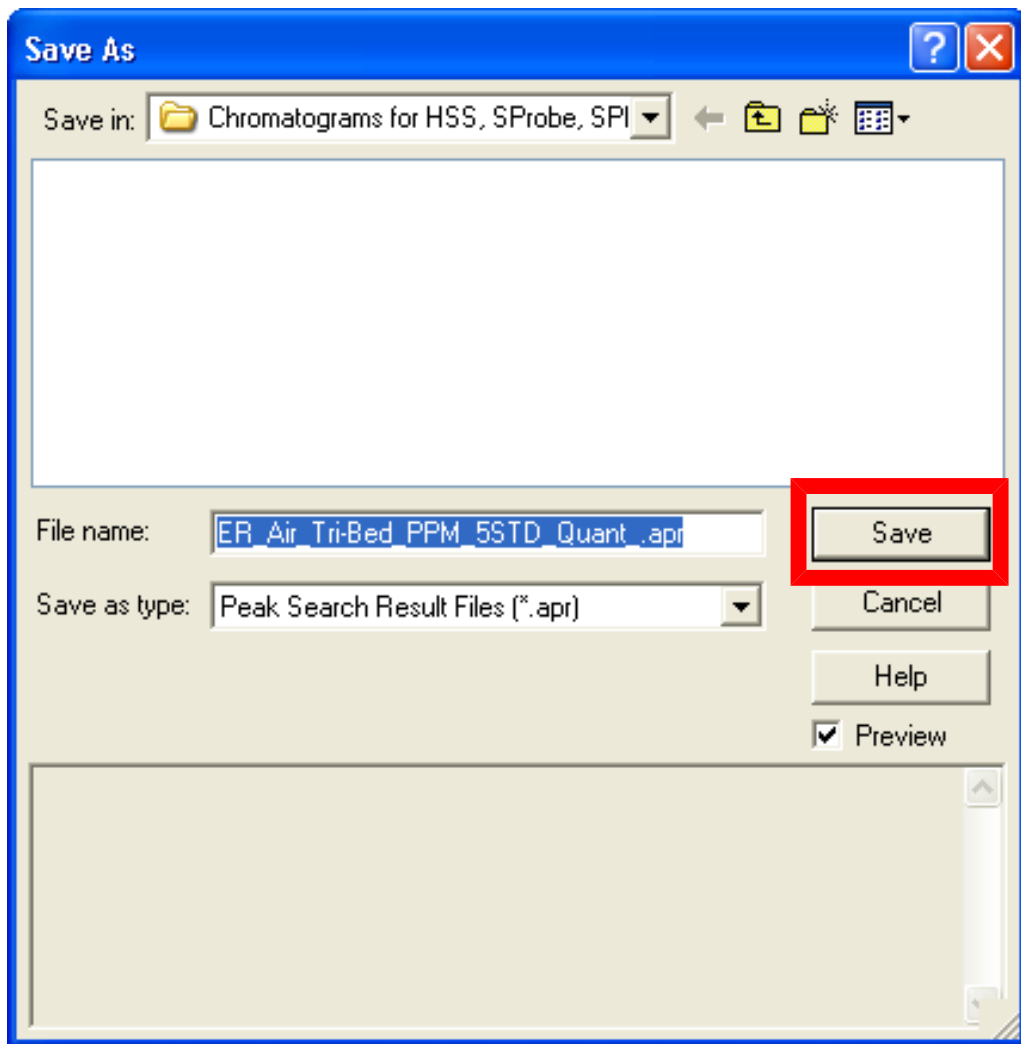 Save As
Save in: Chromatograms for HSS, SProbe, SPI
File name: ER_Air_Tri-Bed_PPM_5STD_Quant_.apr Save
Save as type: Peak Search Result Files (*.apr) Cancel
Help
Preview